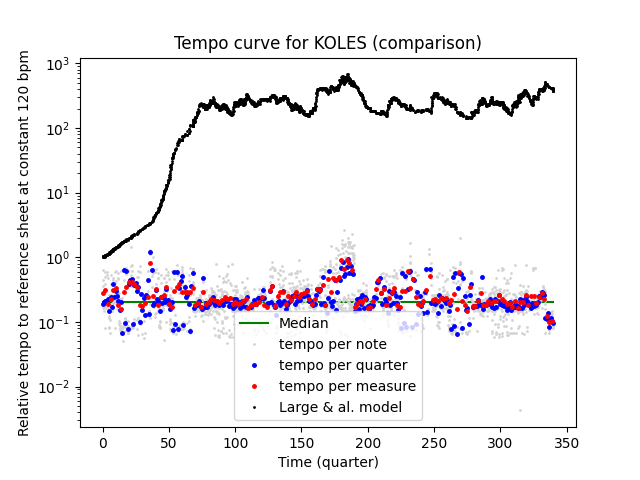 Tempo curve for KOLES (comparison)
Relative tempo to reference sheet at constant 120 bpm
10³
10²
10¹
10⁰
10⁻¹
10⁻²
Median
tempo per note
tempo per quarter
tempo per measure
Large & al. model
0 50 100 150 200 250 300 350
Time (quarter)